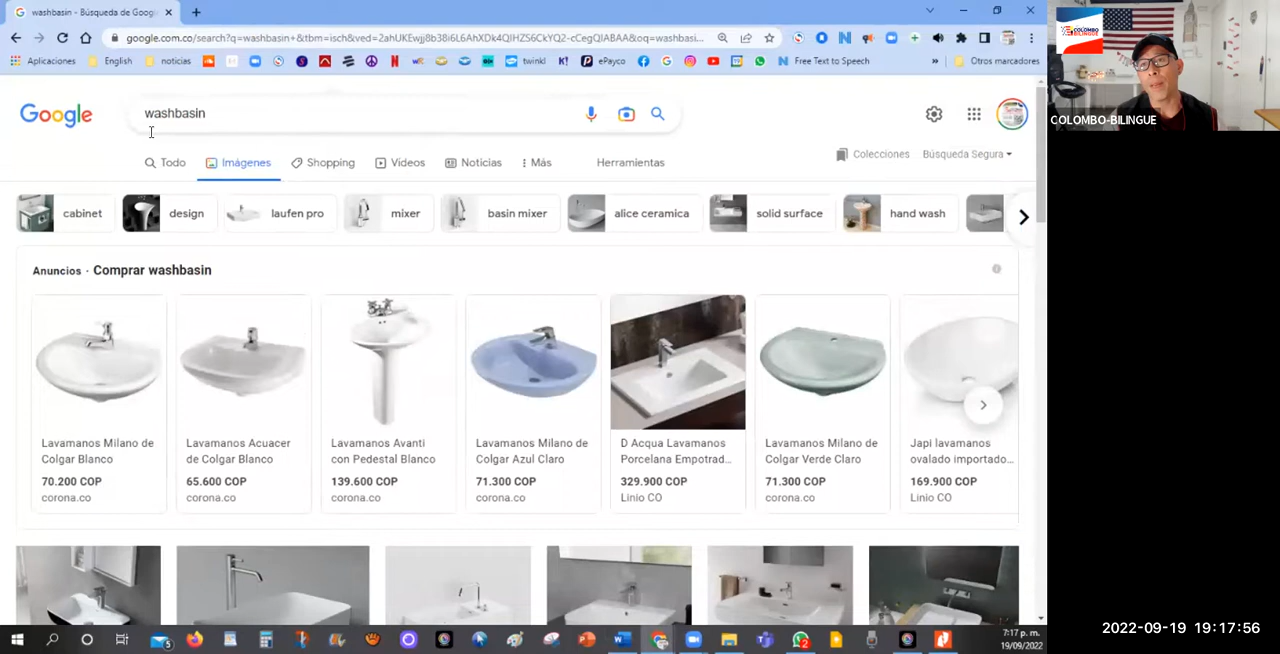 washbasin - Búsqueda de Google
google.com.co/search?q=washbasin+&tbm=isch&ved=2ahUKEwjj8b38i6L6AhXDk4QIHZS6CkYQ2-cCegQIABAA&oq=washbasi...
Aplicaciones English noticias twinkl K! ePayco Free Text to Speech » Otros marcadores
Google washbasin
Todo Imágenes Shopping Videos Noticias Más Herramientas Colecciones Búsqueda Segura
cabinet design laufen pro mixer basin mixer alice ceramica solid surface hand wash
Anuncios · Comprar washbasin
Lavamanos Milano de
Colgar Blanco
70.200 COP
corona.co
Lavamanos Acuacer
de Colgar Blanco
65.600 COP
corona.co
Lavamanos Avanti
con Pedestal Blanco
139.600 COP
corona.co
Lavamanos Milano de
Colgar Azul Claro
71.300 COP
corona.co
D Acqua Lavamanos
Porcelana Empotrad...
329.900 COP
Linio CO
Lavamanos Milano de
Colgar Verde Claro
71.300 COP
corona.co
Japi lavamanos
ovalado importado...
169.900 COP
Linio CO
7:17 p. m.
19/09/2022
COLOMBO
BILINGUE
COLOMBO-BILINGUE
2022-09-19 19:17:56